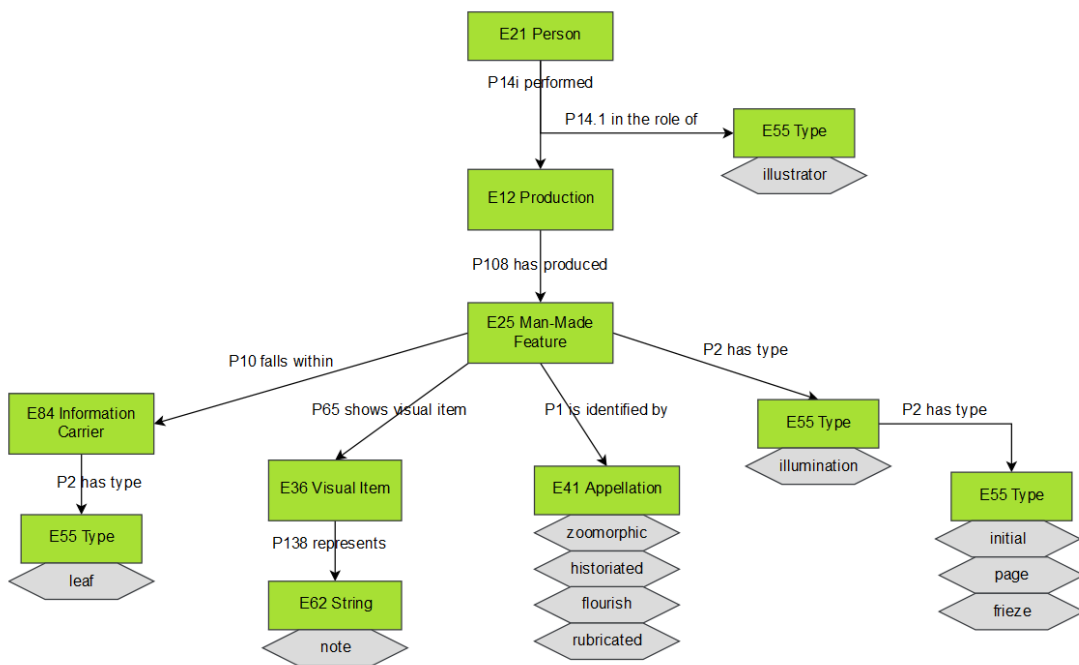 E21 Person
P14i performed
P14.1 in the role of
E55 Type
illustrator
E12 Production
P108 has produced
E25 Man-Made
Feature
P10 falls within
P65 shows visual item
P1 is identified by
P2 has type
P2 has type
E84 Information
Carrier
E55 Type
illumination
P2 has type
E36 Visual Item
E41 Appellation
E55 Type
zoomorphic
initial
E55 Type
P138 represents
historiated
page
leaf
E62 String
flourish
frieze
note
rubricated